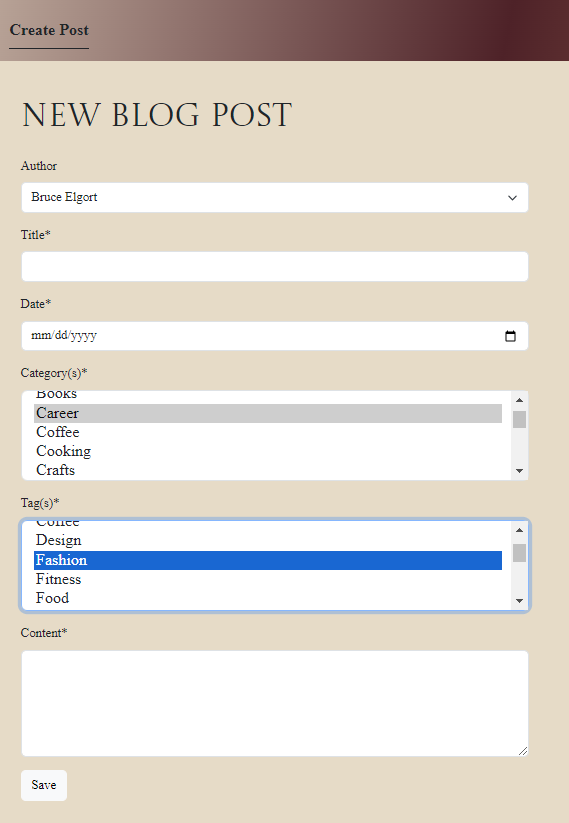 Create Post
NEW BLOG POST
Author
Bruce Elgort
Title*
Date*
mm/dd/yyyy
Category(s)*
Books
Career
Coffee
Cooking
Crafts
Tag(s)*
Coffee
Design
Fashion
Fitness
Food
Content*
Save